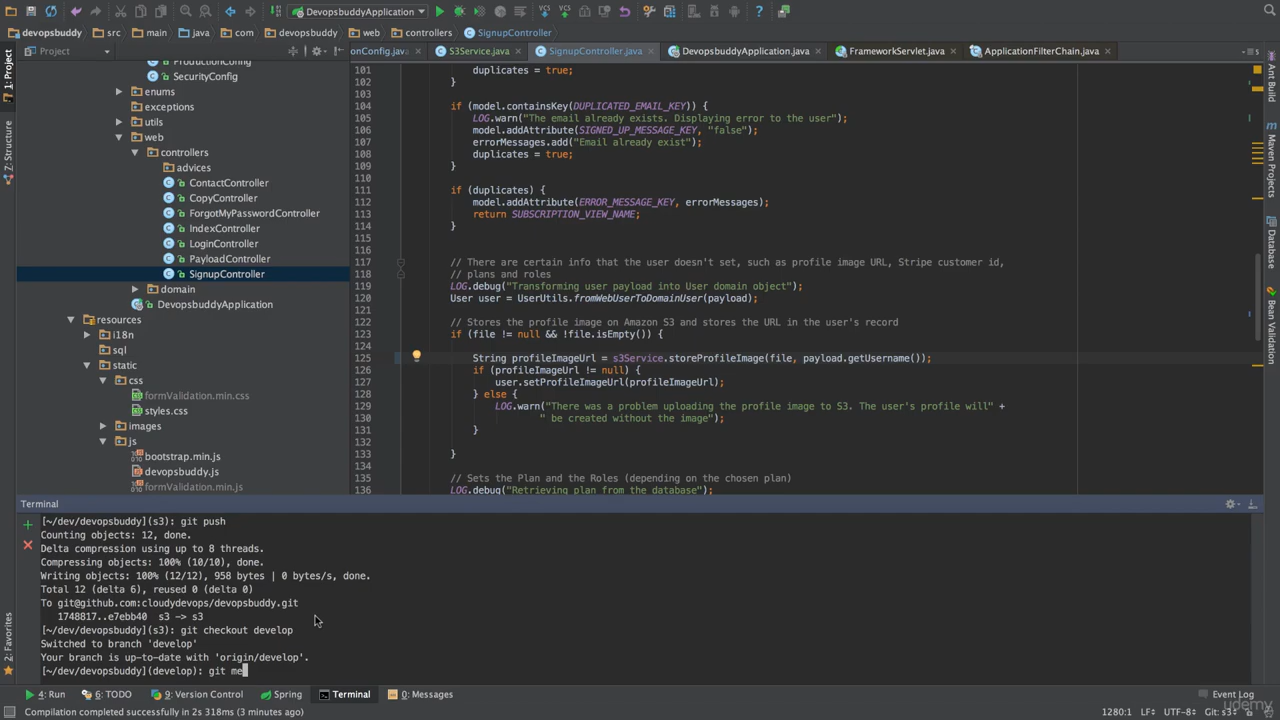 DevopsbuddyApplication
devopsbuddy
src
main
java
com
devopsbuddy
web
controllers
SignupController
Project
onConfig.java
S3Service.java
SignupController.java
DevopsbuddyApplication.java
FrameworkServlet.java
ApplicationFilterChain.java
1: Project
Z: Structure
2: Favorites
Ant Build
Maven Projects
Database
Bean Validation
ProductionConfig
SecurityConfig
enums
exceptions
utils
web
controllers
advices
ContactController
CopyController
ForgotMyPasswordController
IndexController
LoginController
PayloadController
SignupController
domain
DevopsbuddyApplication
resources
i18n
sql
static
css
formValidation.min.css
styles.css
images
js
bootstrap.min.js
devopsbuddy.js
formValidation.min.js
101 duplicates = true;
102 }
103
104 if (model.containsKey(DUPLICATED_EMAIL_KEY)) {
105 LOG.warn("The email already exists. Displaying error to the user");
106 model.addAttribute(SIGNED_UP_MESSAGE_KEY, "false");
107 errorMessages.add("Email already exist");
108 duplicates = true;
109 }
110
111 if (duplicates) {
112 model.addAttribute(ERROR_MESSAGE_KEY, errorMessages);
113 return SUBSCRIPTION_VIEW_NAME;
114 }
115
116
117 // There are certain info that the user doesn't set, such as profile image URL, Stripe customer id,
118 // plans and roles
119 LOG.debug("Transforming user payload into User domain object");
120 User user = UserUtils.fromWebUserToDomainUser(payload);
121
122 // Stores the profile image on Amazon S3 and stores the URL in the user's record
123 if (file != null && !file.isEmpty()) {
124
125 String profileImageUrl = s3Service.storeProfileImage(file, payload.getUsername());
126 if (profileImageUrl != null) {
127 user.setProfileImageUrl(profileImageUrl);
128 } else {
129 LOG.warn("There was a problem uploading the profile image to S3. The user's profile will" +
130 " be created without the image");
131 }
132
133 }
134
135 // Sets the Plan and the Roles (depending on the chosen plan)
136 LOG.debug("Retrieving plan from the database");
Terminal
[~/dev/devopsbuddy](s3): git push
Counting objects: 12, done.
Delta compression using up to 8 threads.
Compressing objects: 100% (10/10), done.
Writing objects: 100% (12/12), 958 bytes | 0 bytes/s, done.
Total 12 (delta 6), reused 0 (delta 0)
To git@github.com:cloudydevops/devopsbuddy.git
1748817..e7ebb40 s3 -> s3
[~/dev/devopsbuddy](s3): git checkout develop
Switched to branch 'develop'
Your branch is up-to-date with 'origin/develop'.
[~/dev/devopsbuddy](develop): git me
4: Run
6: TODO
9: Version Control
Spring
Terminal
0: Messages
Event Log
Compilation completed successfully in 2s 318ms (3 minutes ago)
1280:1
LF
UTF-8
Git: s3
udemy